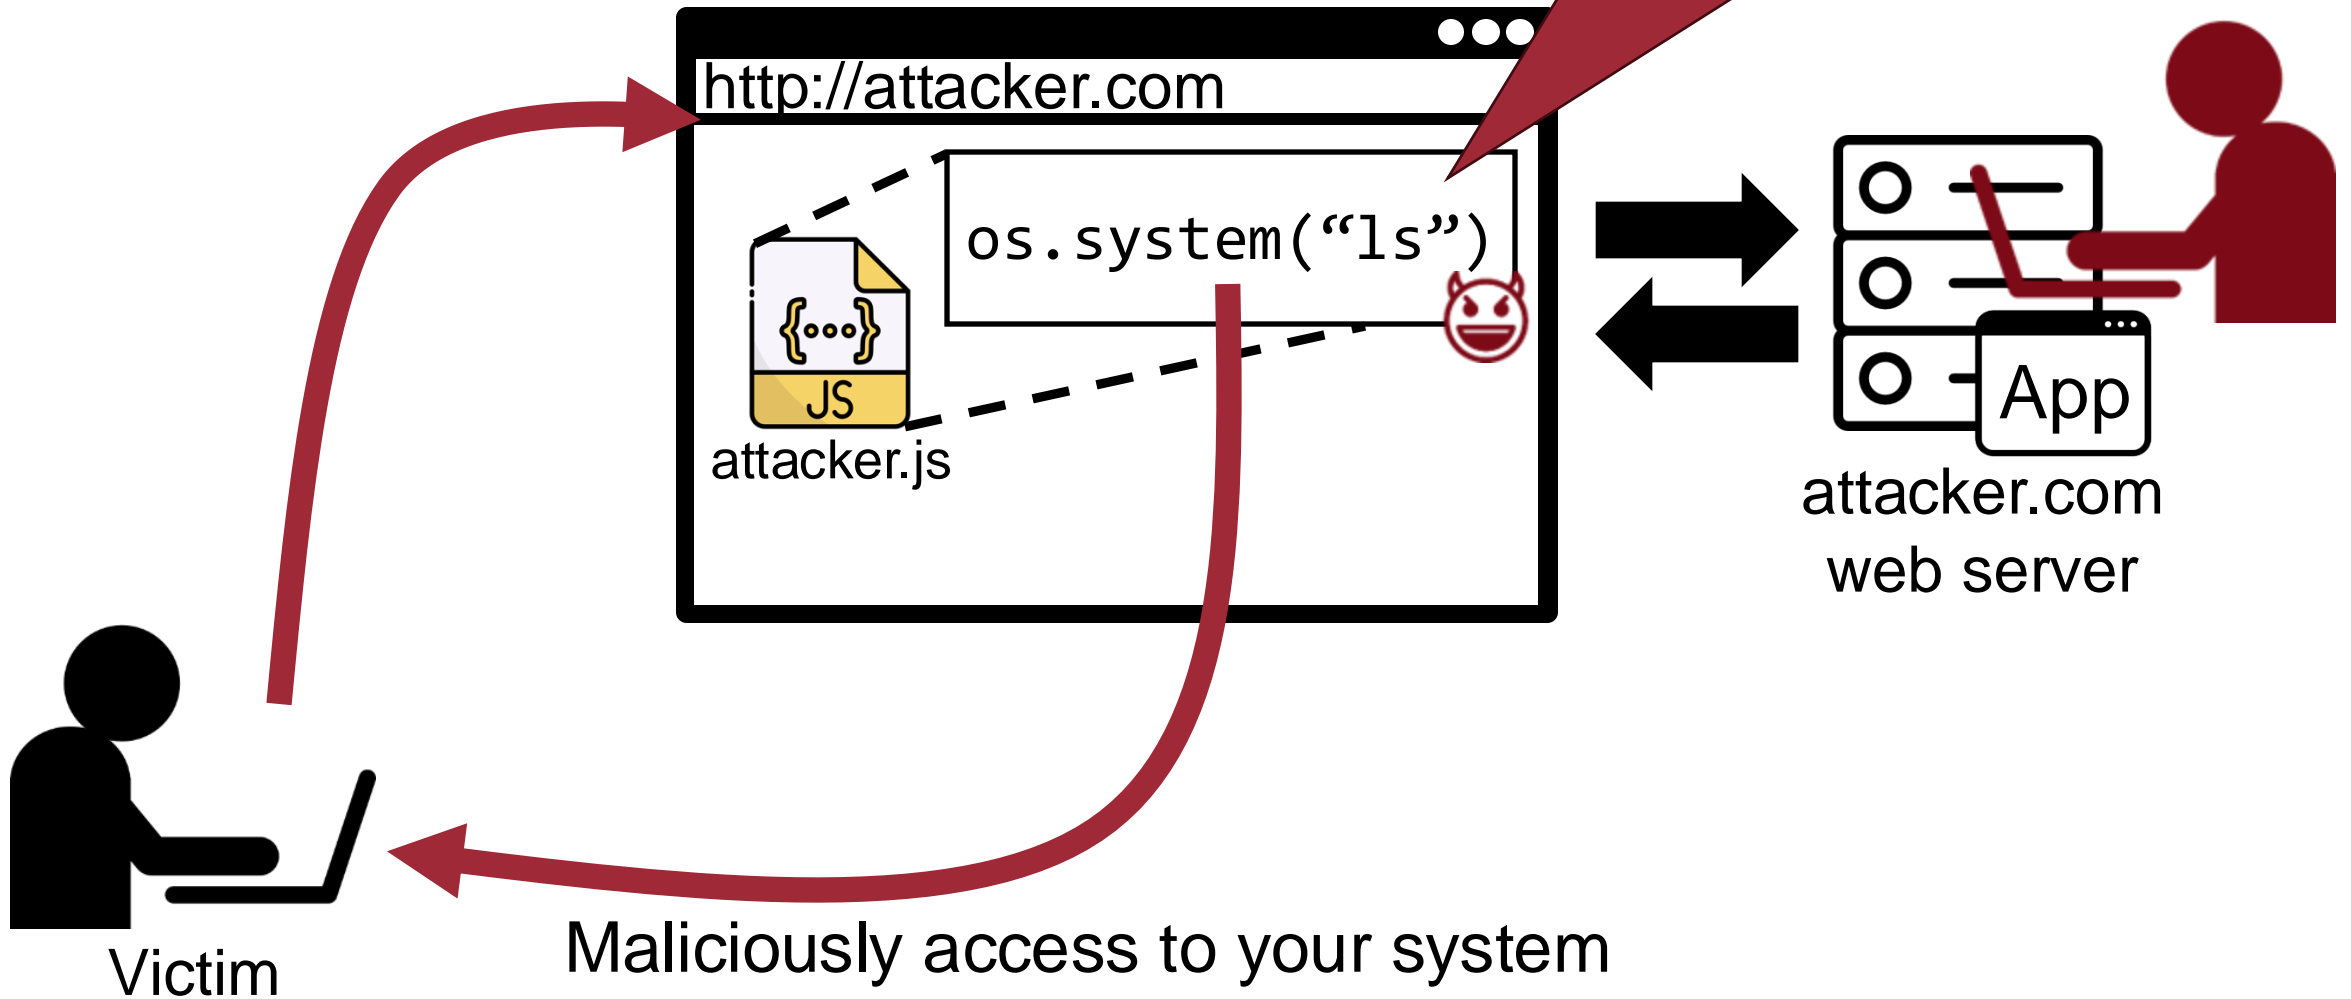 http://attacker.com
os.system(“ls”)
{...}
JS
attacker.js
App
attacker.com
web server
Victim
Maliciously access to your system